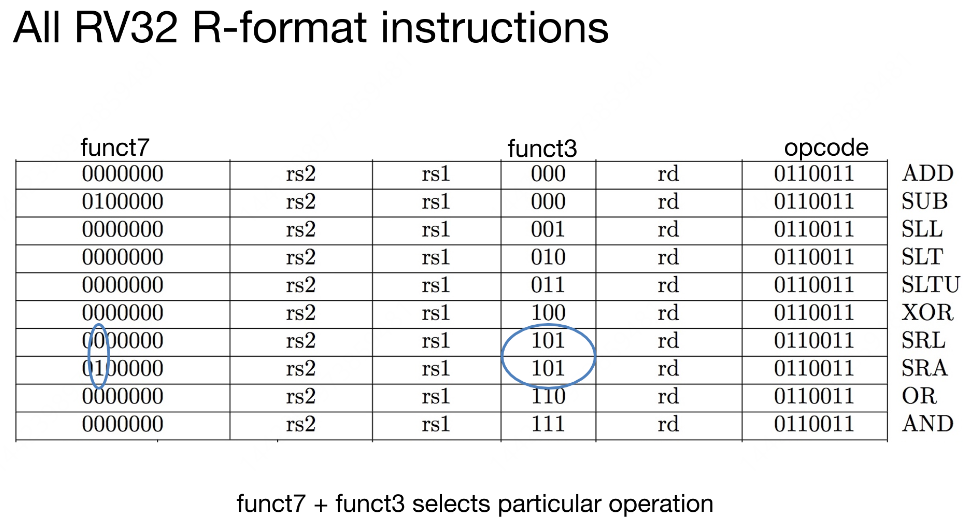 All RV32 R-format instructions
funct7 funct3 opcode
0000000 rs2 rs1 000 rd 0110011 ADD
0100000 rs2 rs1 000 rd 0110011 SUB
0000000 rs2 rs1 001 rd 0110011 SLL
0000000 rs2 rs1 010 rd 0110011 SLT
0000000 rs2 rs1 011 rd 0110011 SLTU
0000000 rs2 rs1 100 rd 0110011 XOR
0000000 rs2 rs1 101 rd 0110011 SRL
0100000 rs2 rs1 101 rd 0110011 SRA
0000000 rs2 rs1 110 rd 0110011 OR
0000000 rs2 rs1 111 rd 0110011 AND
funct7 + funct3 selects particular operation